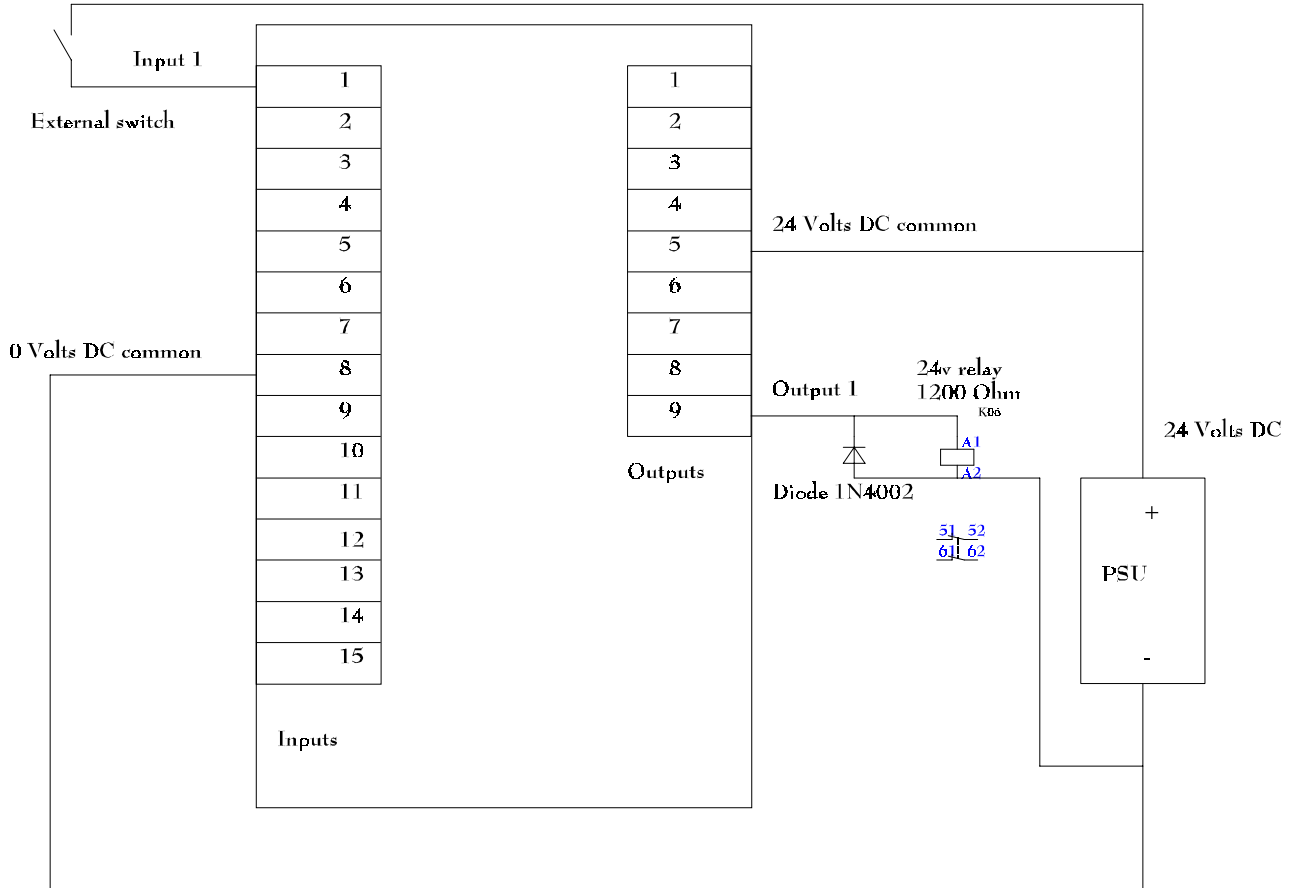 Input 1
External switch
1
2
3
4
5
6
7
8
9
10
11
12
13
14
15
Inputs
0 Volts DC common
1
2
3
4
5
6
7
8
9
Outputs
24 Volts DC common
Output 1
24v relay
1200 Ohm
K06
A1
A2
Diode 1N4002
51 52
61 62
24 Volts DC
+
PSU
-